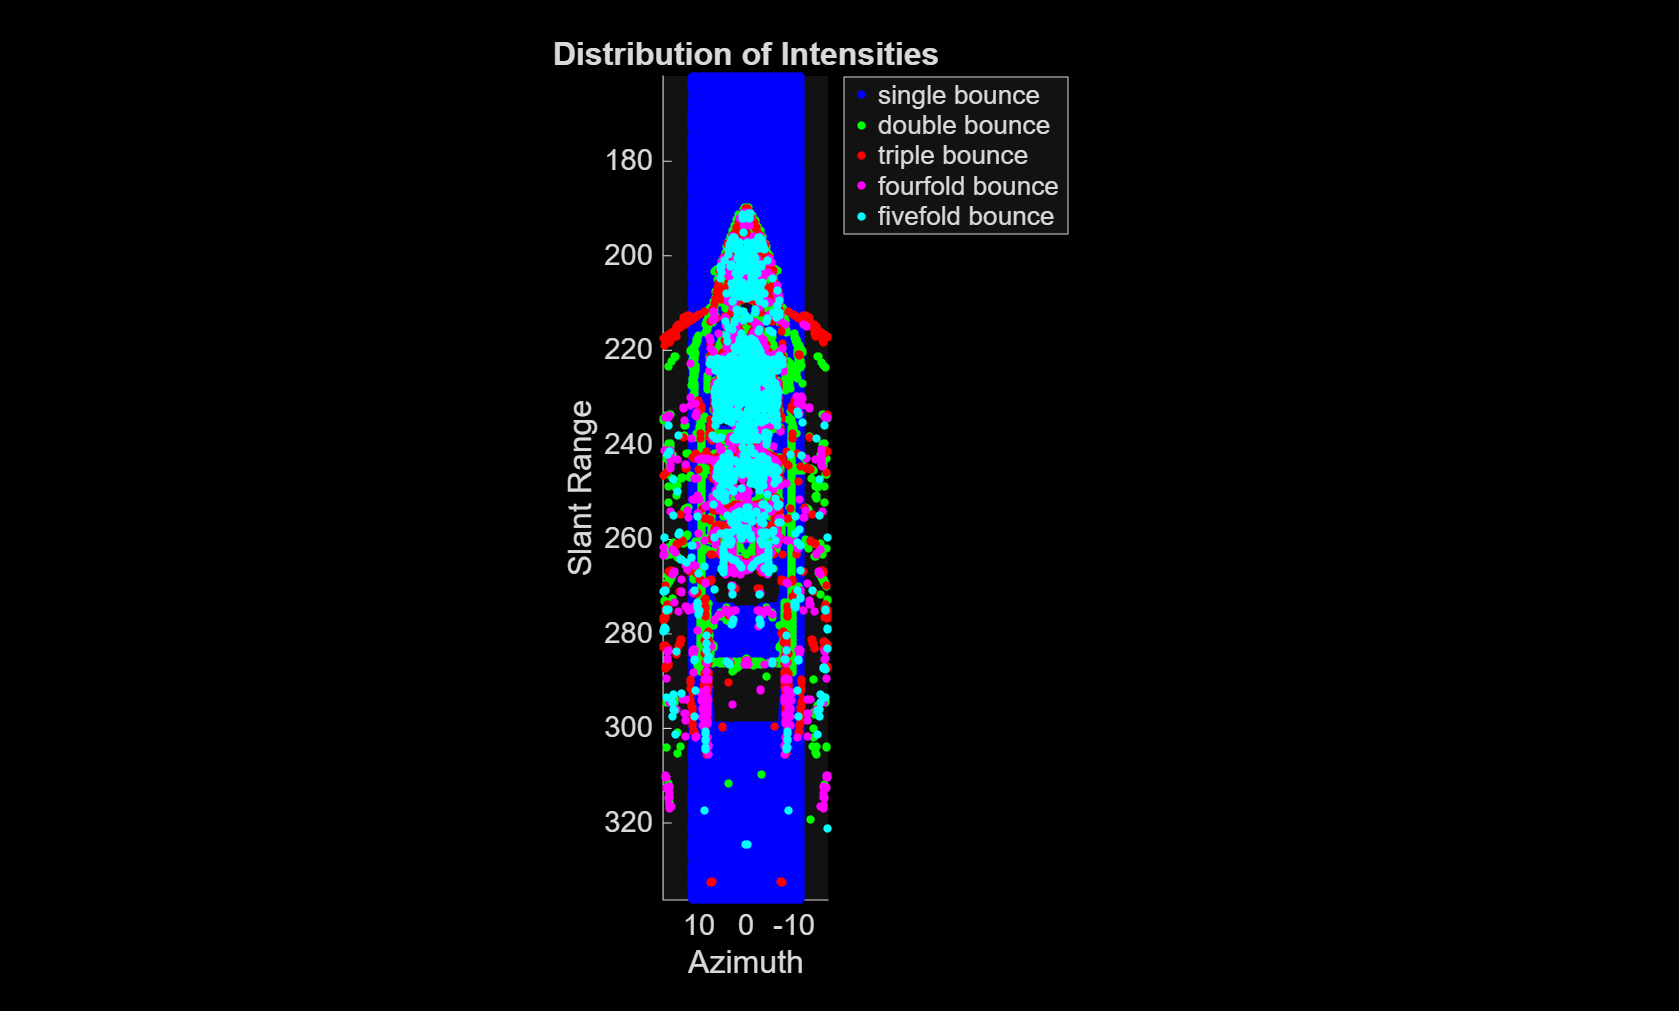 Distribution of Intensities
single bounce
double bounce
triple bounce
fourfold bounce
fivefold bounce
180
200
220
240
260
280
300
320
Slant Range
10 0 -10
Azimuth